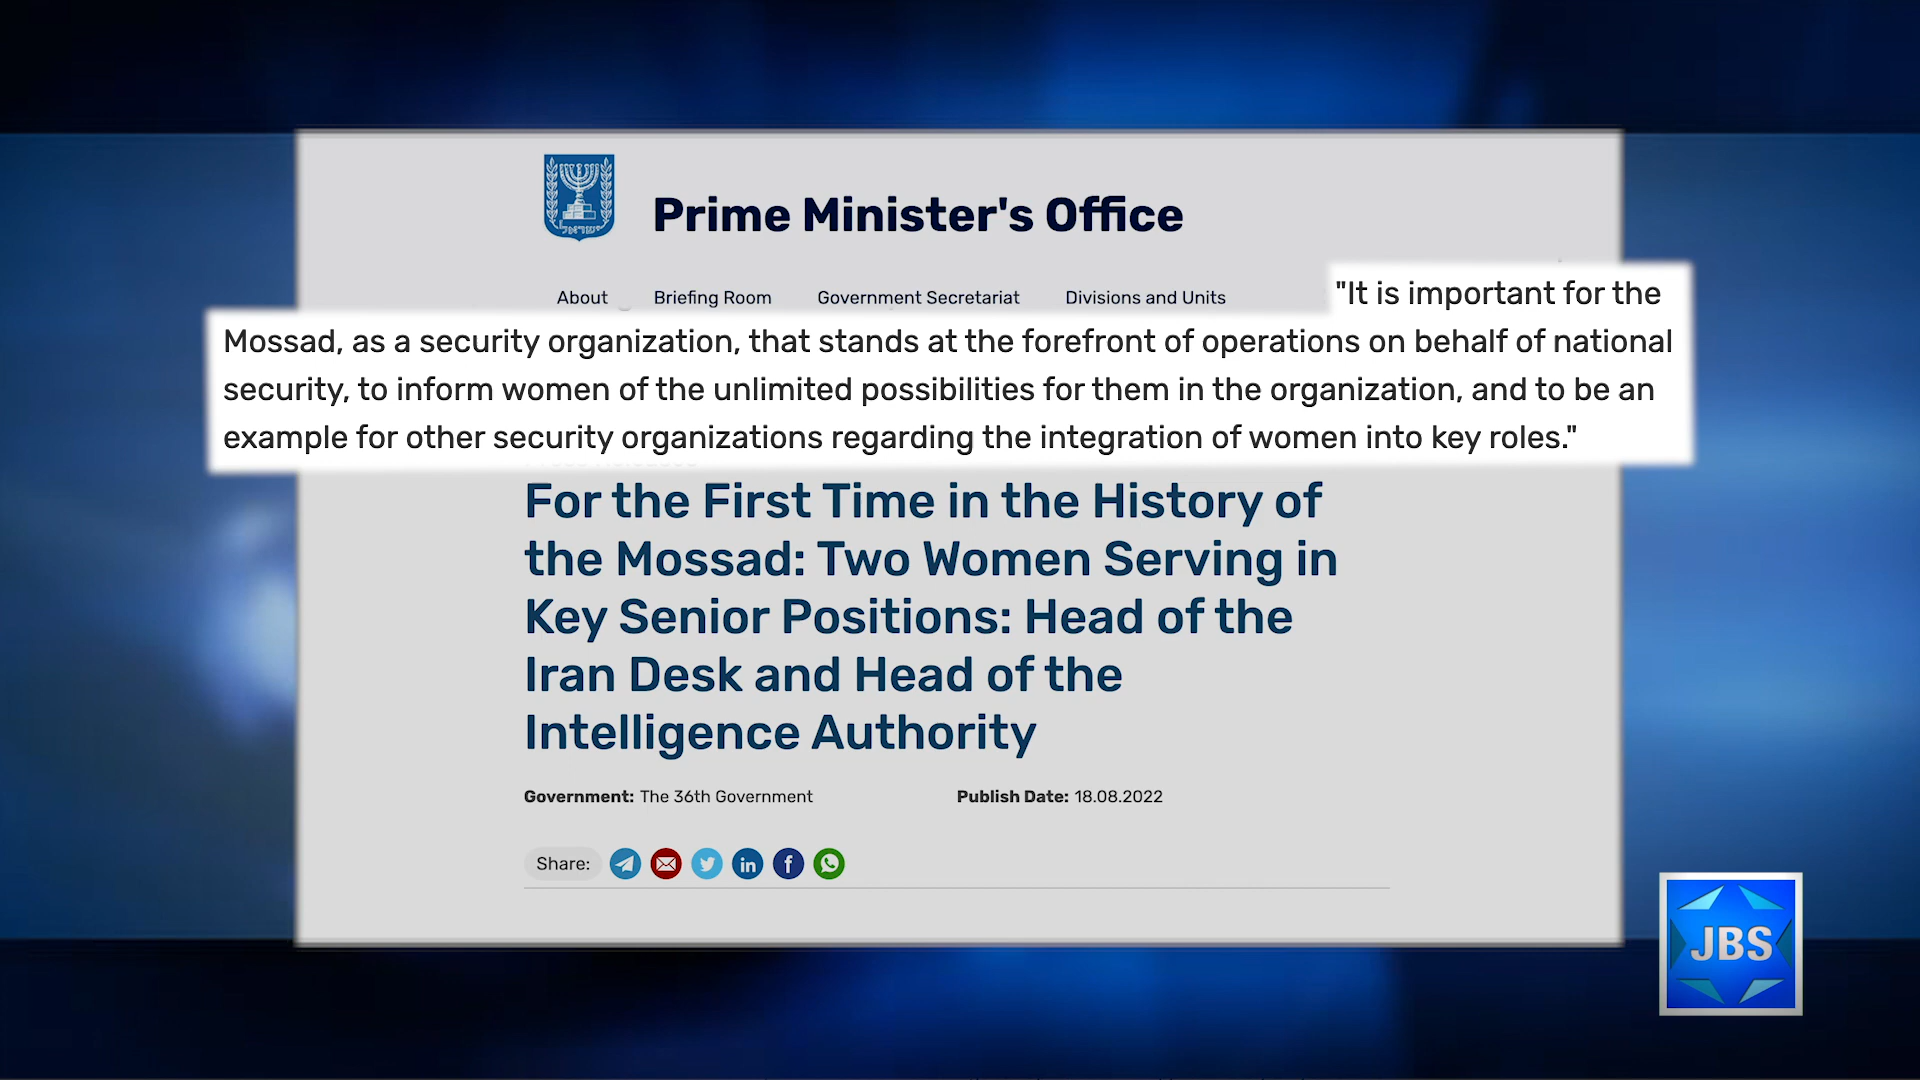 ישראל
Prime Minister's Office
About Briefing Room Government Secretariat Divisions and Units
"It is important for the
Mossad, as a security organization, that stands at the forefront of operations on behalf of national
security, to inform women of the unlimited possibilities for them in the organization, and to be an
example for other security organizations regarding the integration of women into key roles."
For the First Time in the History of
the Mossad: Two Women Serving in
Key Senior Positions: Head of the
Iran Desk and Head of the
Intelligence Authority
Government: The 36th Government Publish Date: 18.08.2022
Share:
JBS